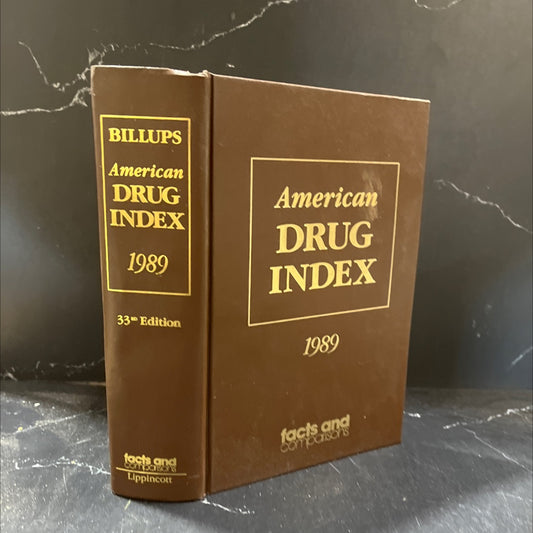 BILLUPS
American
DRUG
INDEX
1989
33RD Edition
facts and
comparisons
Lippincott
American
DRUG
INDEX
1989
facts and
comparisons